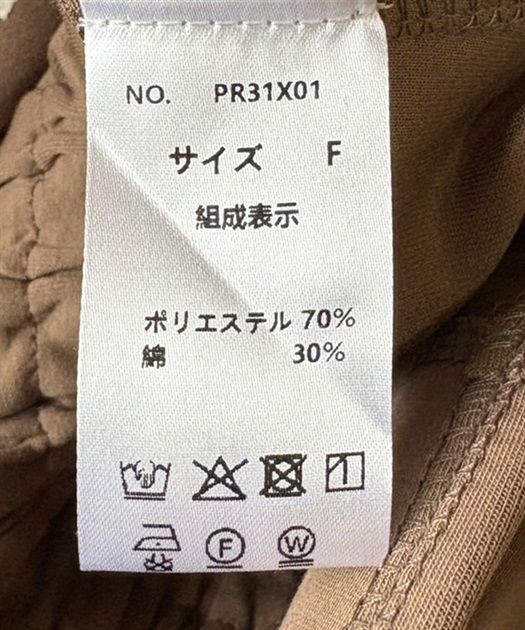 NO. PR31X01
サイズ F
組成表示
ポリエステル 70%
綿 30%
F W